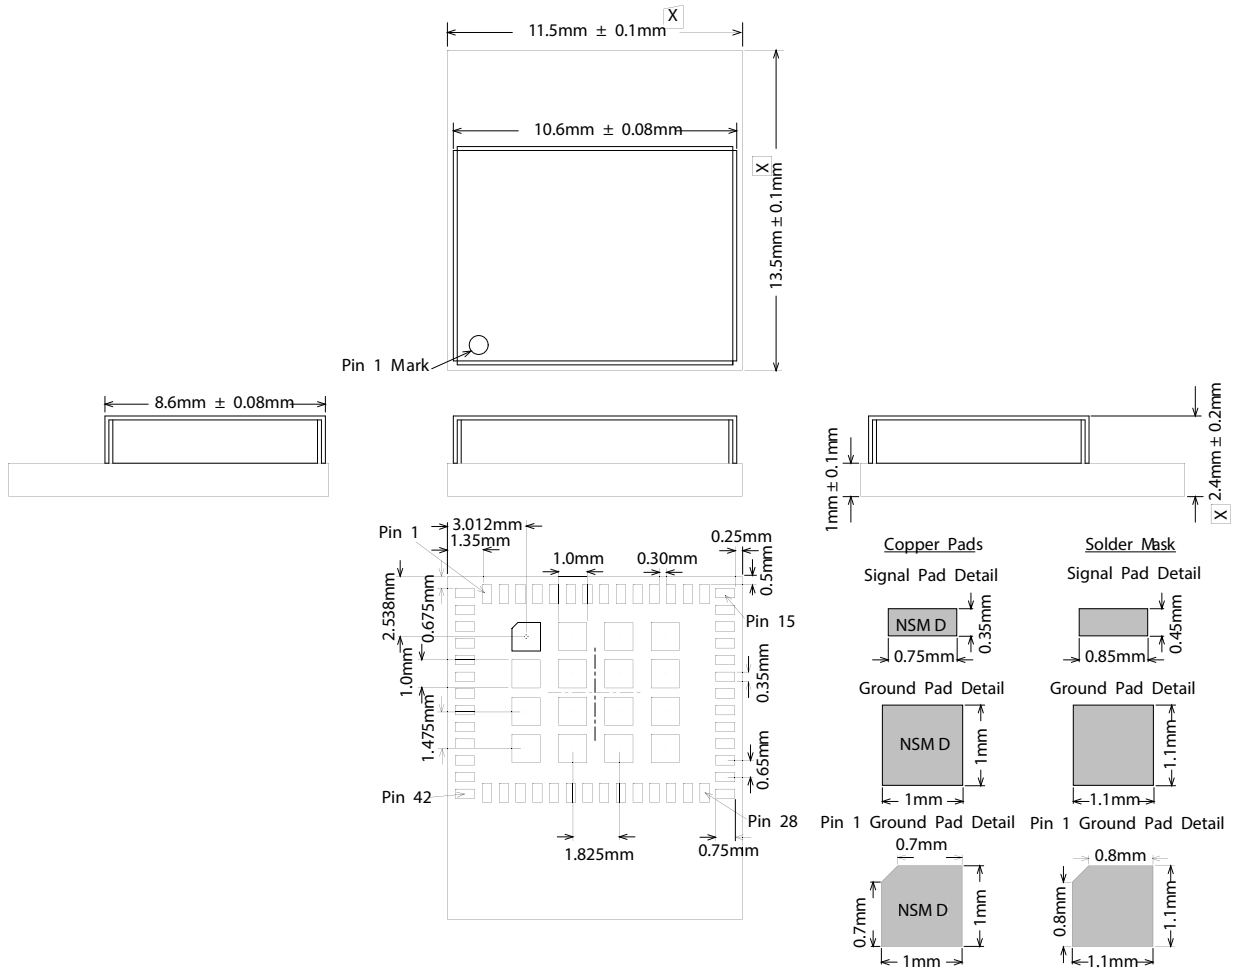 X
11.5mm ± 0.1mm
10.6mm ± 0.08mm
X
13.5mm ± 0.1mm
Pin 1 Mark
8.6mm ± 0.08mm
1mm ± 0.1mm
2.4mm ± 0.2mm
X
Pin 1
3.012mm
1.35mm
1.0mm
0.30mm
0.25mm
0.5mm
2.538mm
0.675mm
Pin 15
1.0mm
0.35mm
1.475mm
0.65mm
Pin 42
Pin 28
1.825mm
0.75mm
Copper Pads
Solder Mask
Signal Pad Detail
Signal Pad Detail
NSM D
0.35mm
0.45mm
0.75mm
0.85mm
Ground Pad Detail
Ground Pad Detail
NSM D
1mm
1.1mm
1mm
1.1mm
Pin 1 Ground Pad Detail
Pin 1 Ground Pad Detail
0.7mm
0.8mm
0.7mm
NSM D
1mm
0.8mm
1.1mm
1mm
1.1mm